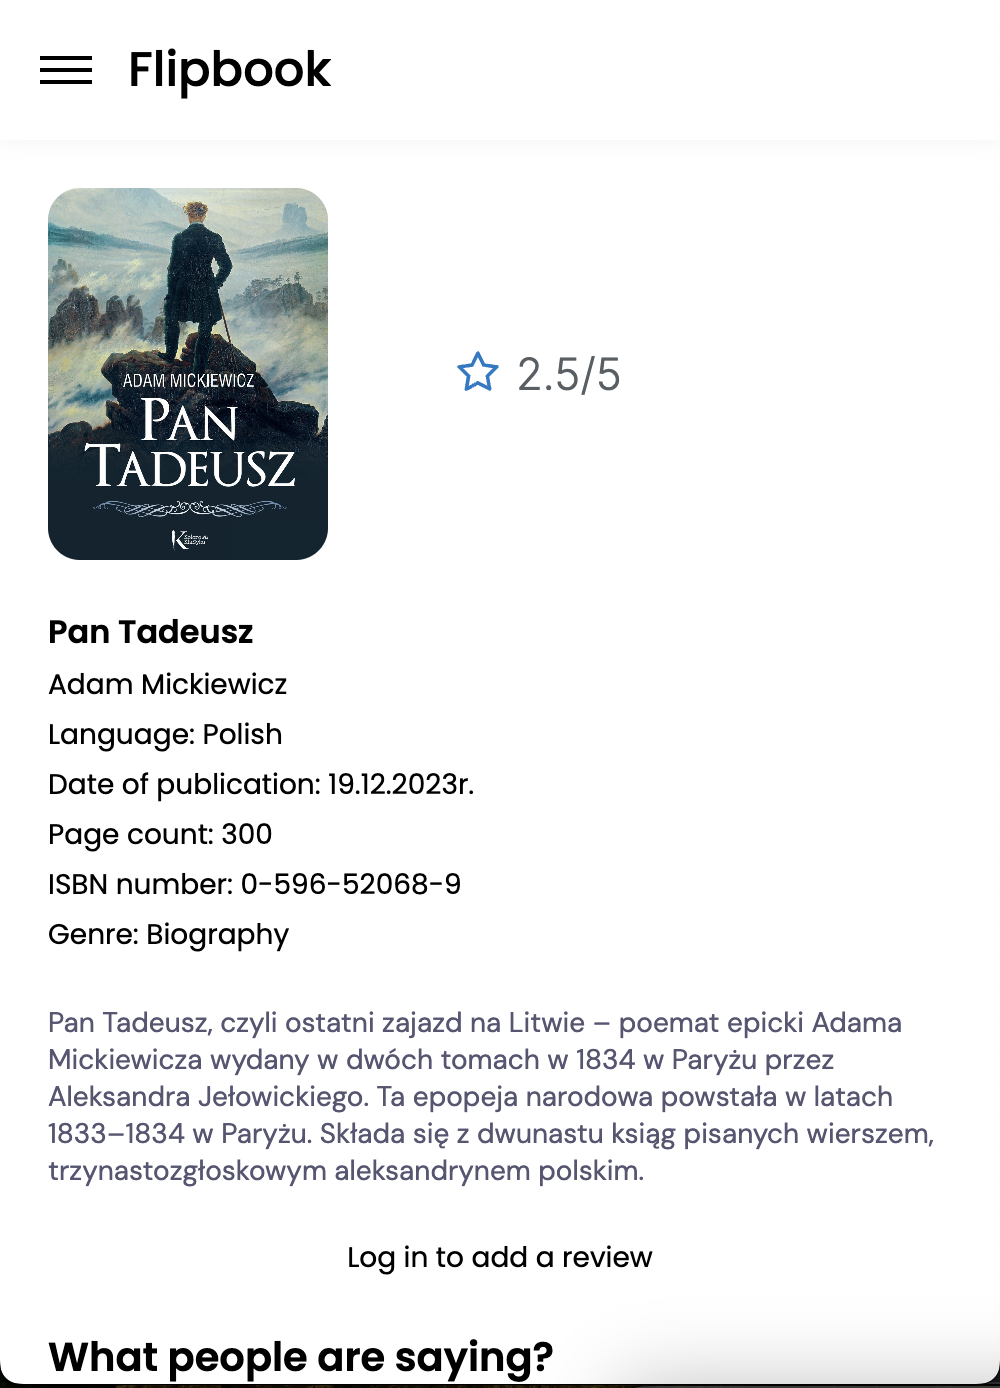 Flipbook
ADAM MICKIEWICZ
PAN
TADEUSZ
2.5/5
Pan Tadeusz
Adam Mickiewicz
Language: Polish
Date of publication: 19.12.2023r.
Page count: 300
ISBN number: 0-596-52068-9
Genre: Biography
Pan Tadeusz, czyli ostatni zajazd na Litwie – poemat epicki Adama
Mickiewicza wydany w dwóch tomach w 1834 w Paryżu przez
Aleksandra Jełowickiego. Ta epopeja narodowa powstała w latach
1833–1834 w Paryżu. Składa się z dwunastu ksiąg pisanych wierszem,
trzynastozgłoskowym aleksandrynem polskim.
Log in to add a review
What people are saying?